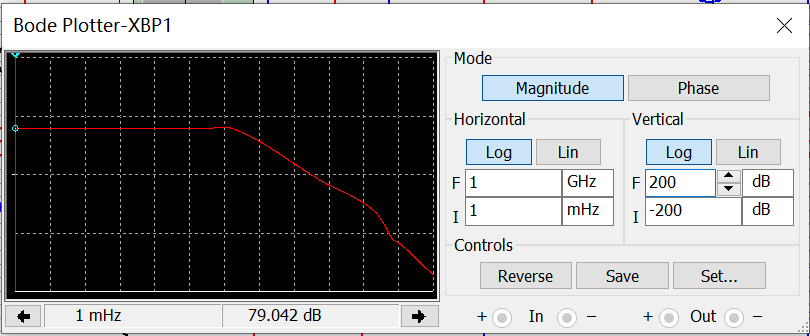 Bode Plotter-XBP1
Mode
Magnitude Phase
Horizontal Vertical
Log Lin Log Lin
F 1 GHz F 200 dB
I 1 mHz I -200 dB
Controls
Reverse Save Set...
1 mHz 79.042 dB + In − + Out −